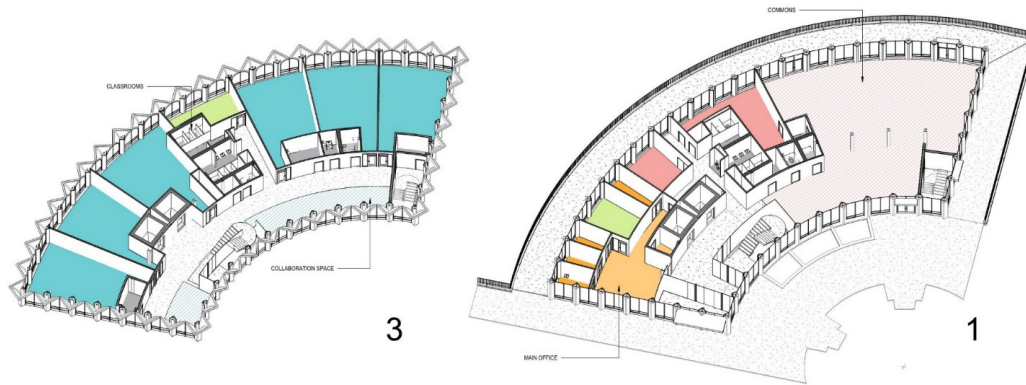 CLASSROOMS
COLLABORATION SPACE
3
COMMONS
MAIN OFFICE
1